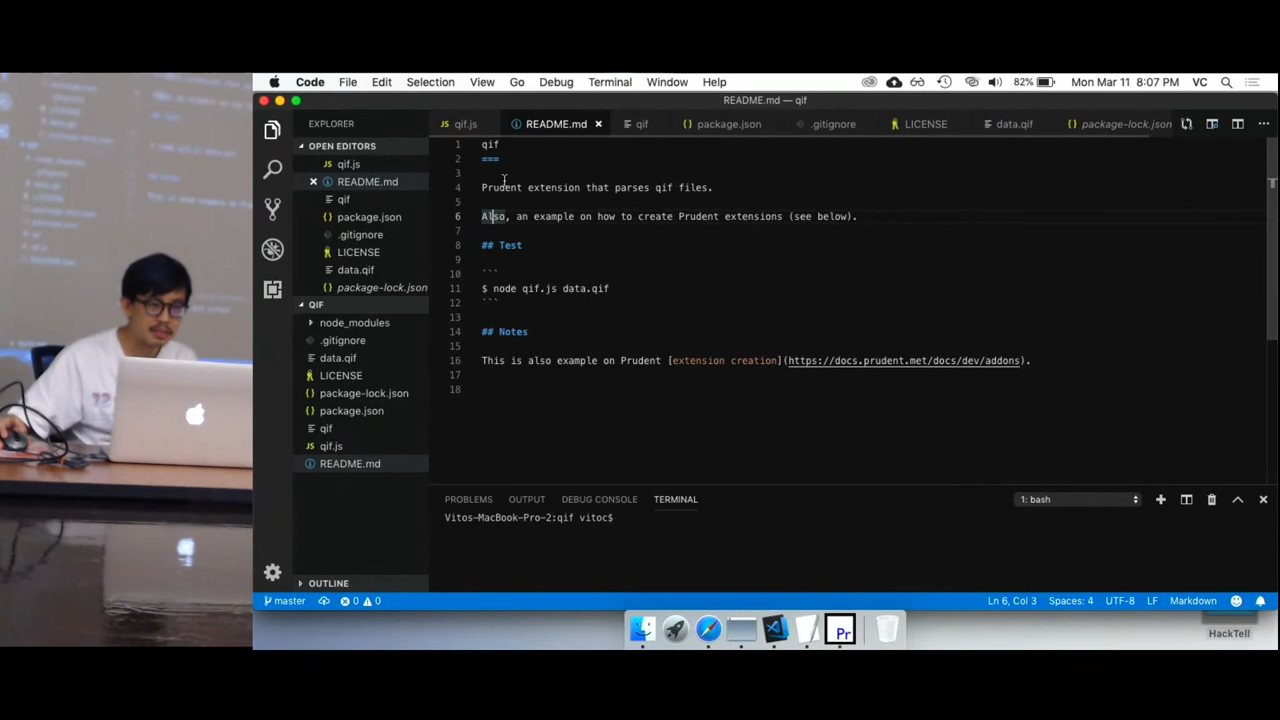 Code File Edit Selection View Go Debug Terminal Window Help 82% Mon Mar 11 8:07 PM VC
README.md — qif
EXPLORER
qif.js README.md qif package.json .gitignore LICENSE data.qif package-lock.json
OPEN EDITORS
qif.js
README.md
qif
package.json
.gitignore
LICENSE
data.qif
package-lock.json
QIF
node_modules
.gitignore
data.qif
LICENSE
package-lock.json
package.json
qif
qif.js
README.md
OUTLINE
1 qif
2 ===
3
4 Prudent extension that parses qif files.
5
6 Also, an example on how to create Prudent extensions (see below).
7
8 ## Test
9
10 ```
11 $ node qif.js data.qif
12 ```
13
14 ## Notes
15
16 This is also example on Prudent [extension creation](https://docs.prudent.met/docs/dev/addons).
17
18
PROBLEMS OUTPUT DEBUG CONSOLE TERMINAL 1: bash
Vitos-MacBook-Pro-2:qif vitoc$
master 0 0 Ln 6, Col 3 Spaces: 4 UTF-8 LF Markdown
Pr
HackTell